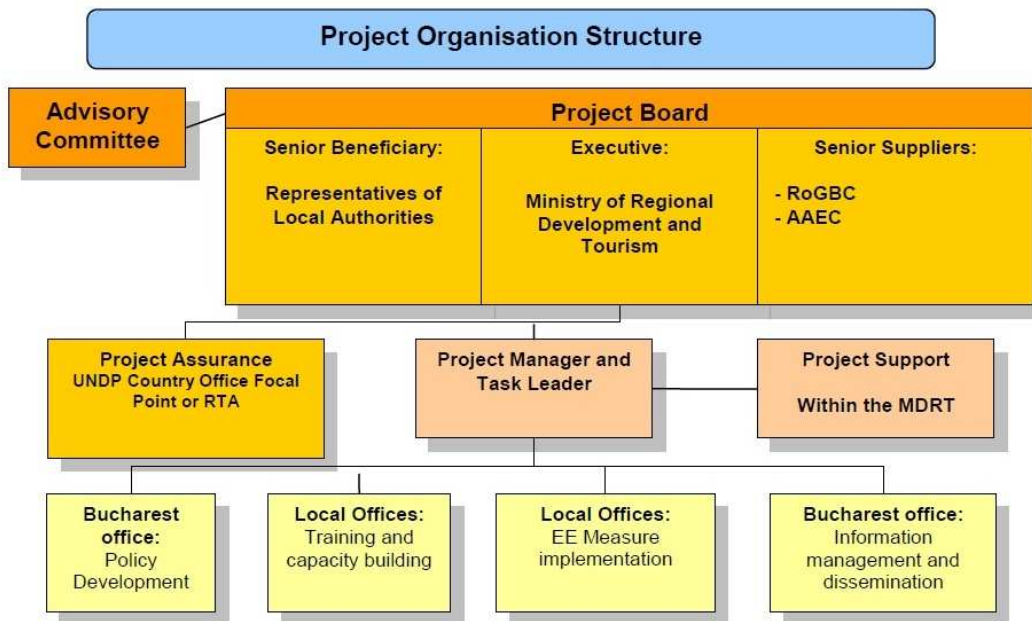 Project Organisation Structure
Advisory
Committee
Project Board
Senior Beneficiary:
Representatives of
Local Authorities
Executive:
Ministry of Regional
Development and
Tourism
Senior Suppliers:
- RoGBC
- AAEC
Project Assurance
UNDP Country Office Focal
Point or RTA
Project Manager and
Task Leader
Project Support
Within the MDRT
Bucharest
office:
Policy
Development
Local Offices:
Training and
capacity building
Local Offices:
EE Measure
implementation
Bucharest office:
Information
management and
dissemination